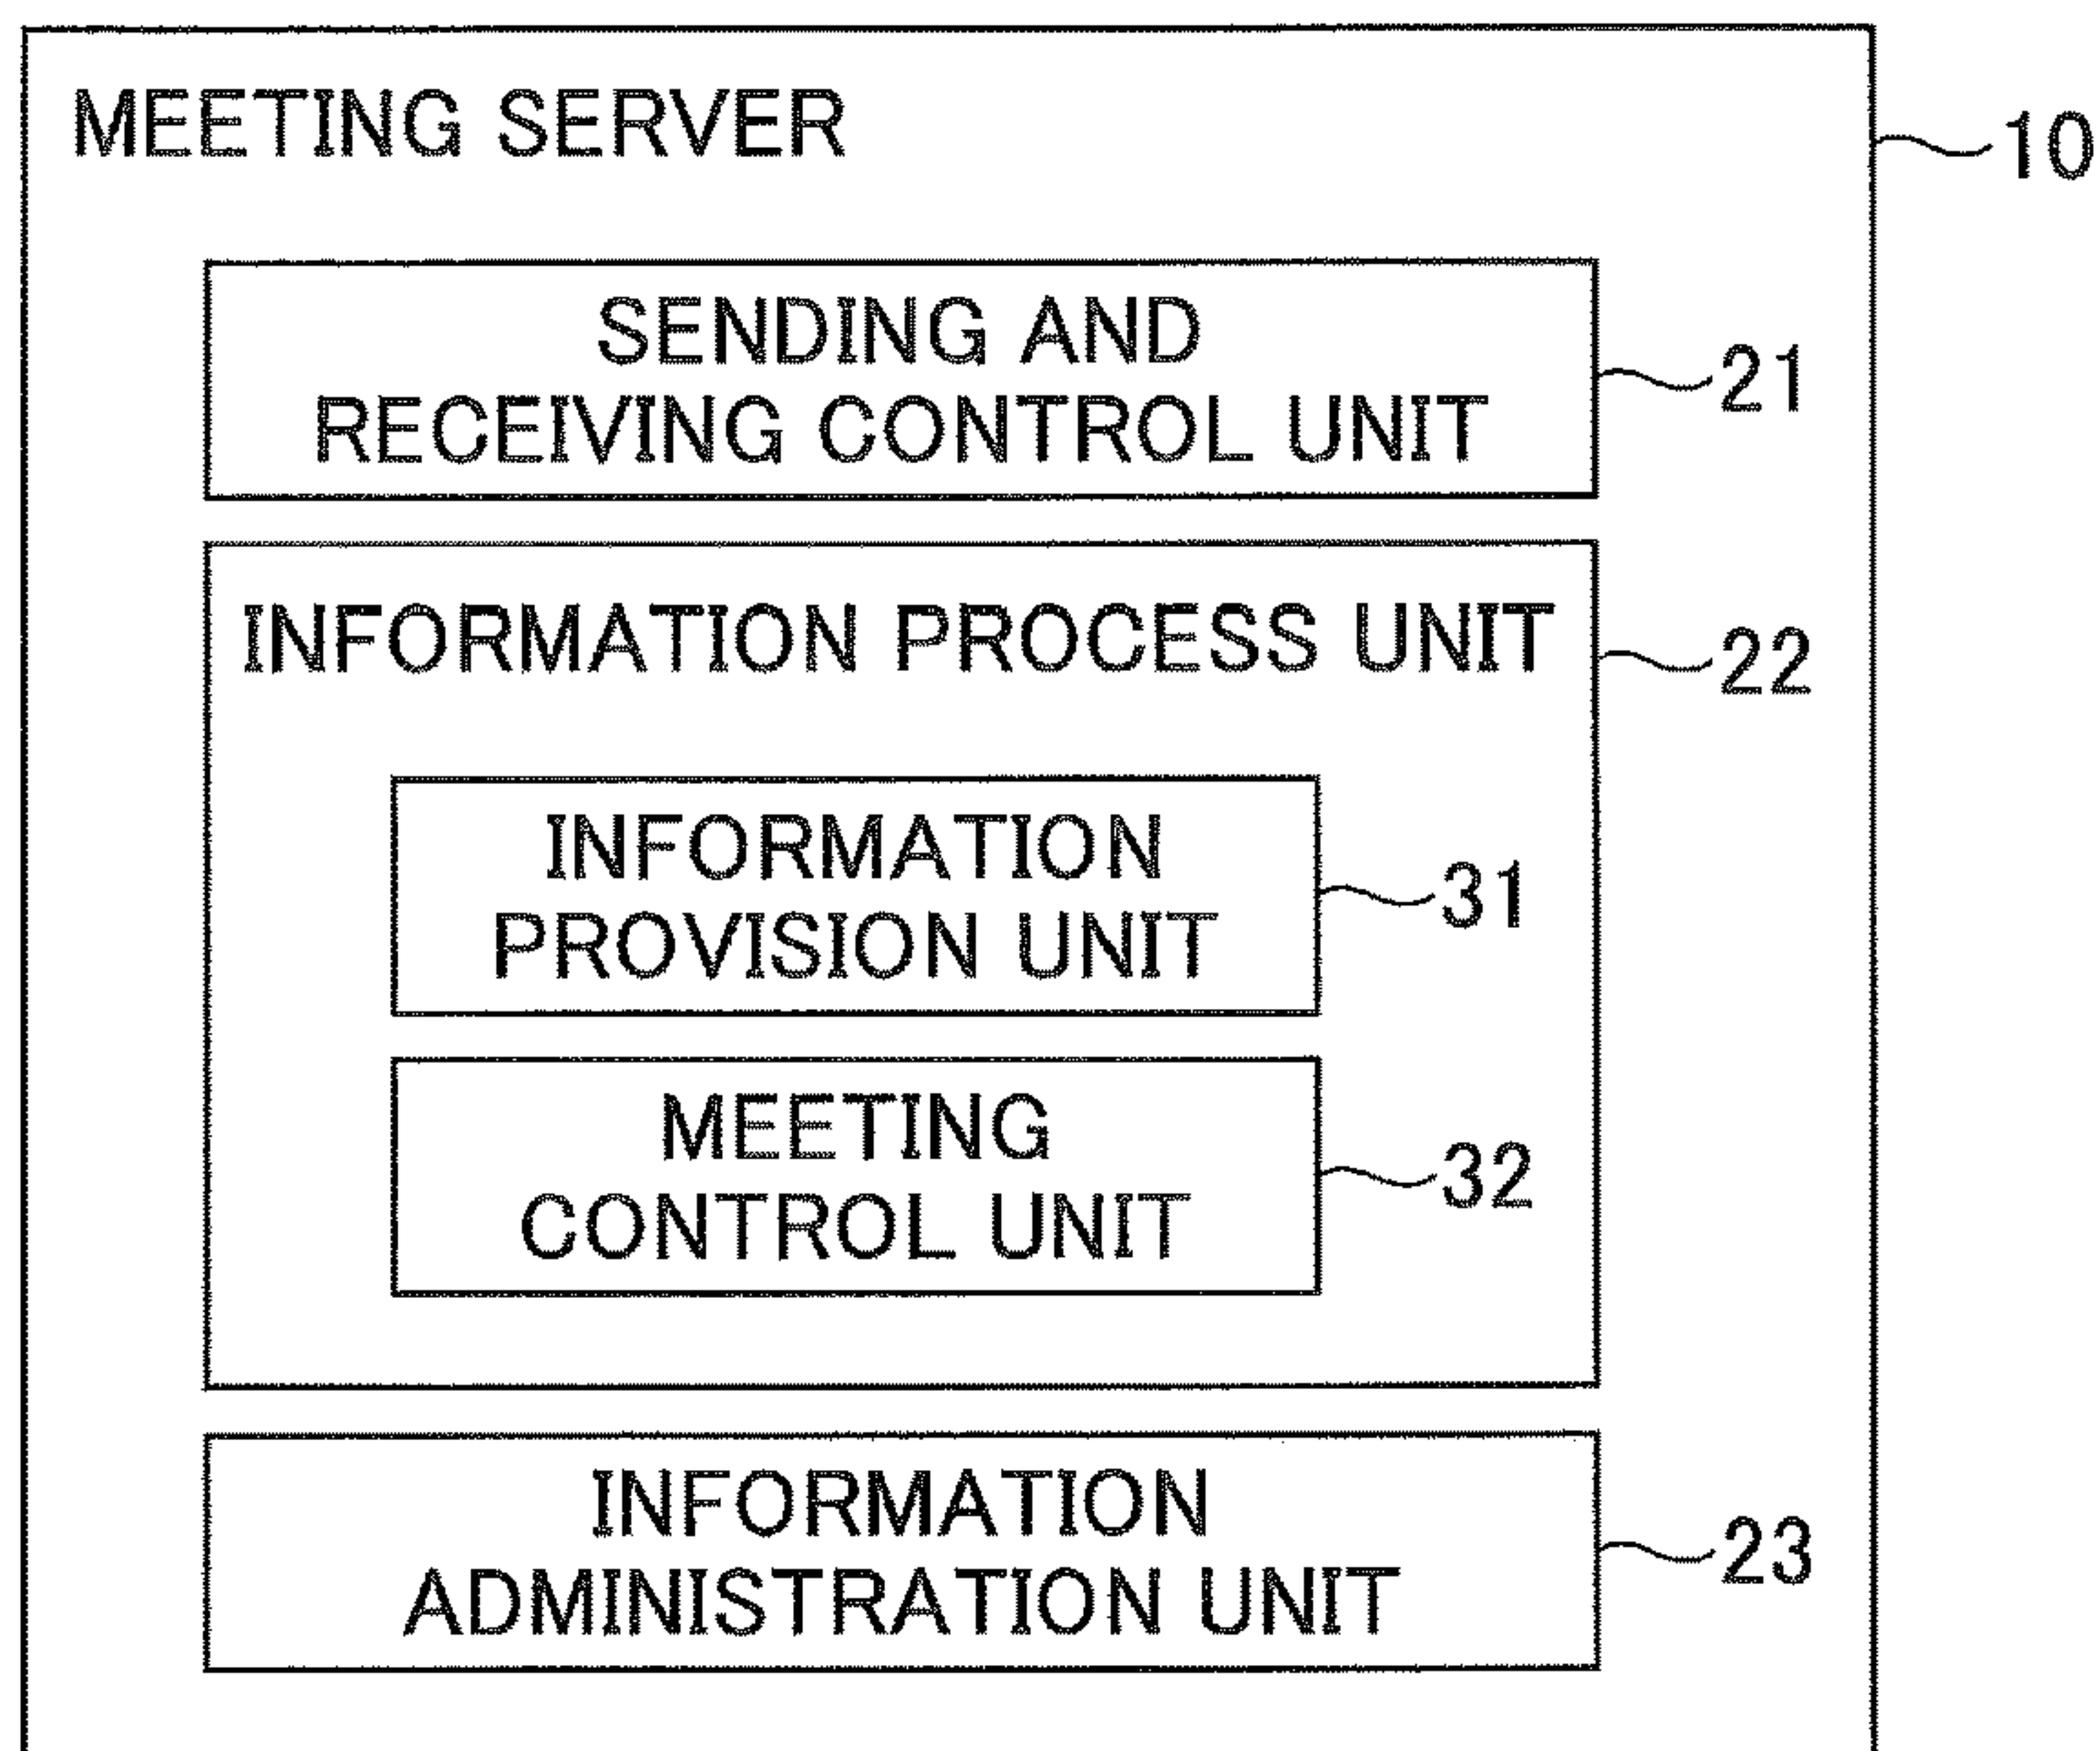 MEETING SERVER
10
SENDING AND
RECEIVING CONTROL UNIT
21
INFORMATION PROCESS UNIT
22
INFORMATION
PROVISION UNIT
31
MEETING
CONTROL UNIT
32
INFORMATION
ADMINISTRATION UNIT
23